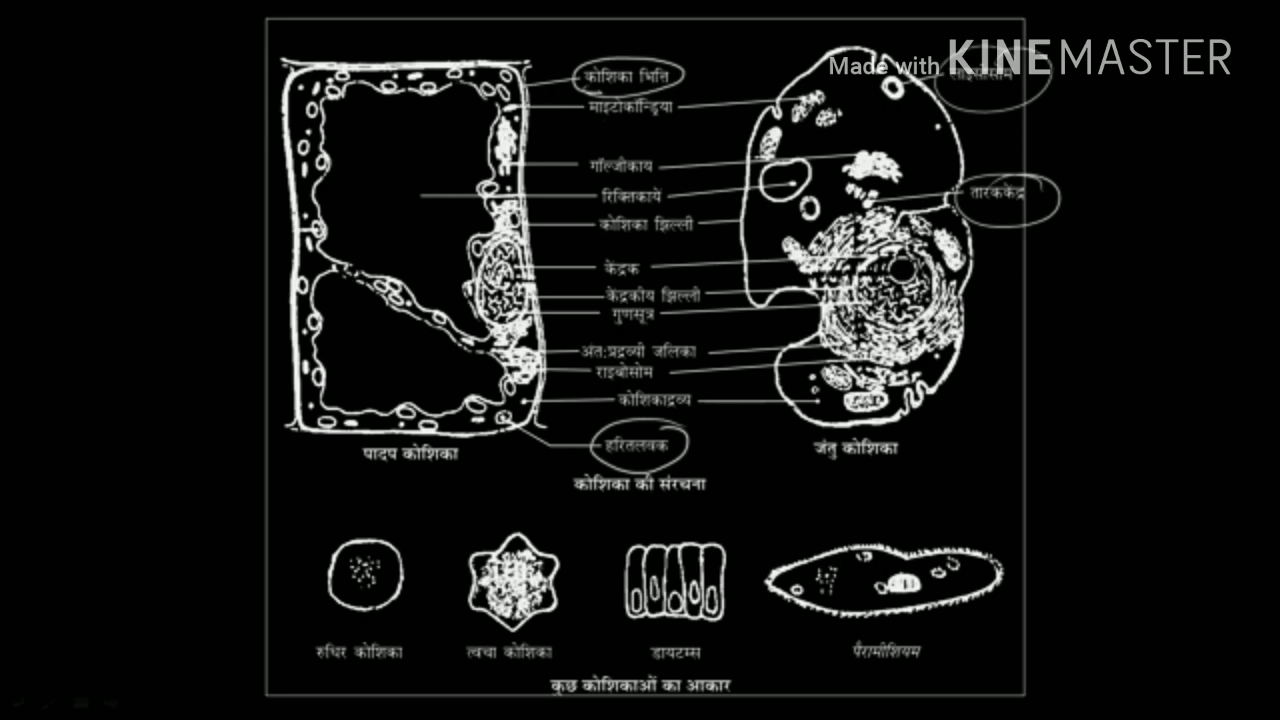 Made with KINEMASTER
कोशिका भित्ति
माइटोकॉन्ड्रिया
गॉल्जीकाय
रिक्तिकायें
तारककेंद्र
कोशिका झिल्ली
केंद्रक
केंद्रकीय झिल्ली
गुणसूत्र
अंत:प्रद्रव्यी जलिका
राइबोसोम
कोशिकाद्रव्य
हरितलवक
पादप कोशिका
जंतु कोशिका
कोशिका की संरचना
रुधिर कोशिका
त्वचा कोशिका
डायटम्स
पैरामीशियम
कुछ कोशिकाओं का आकार